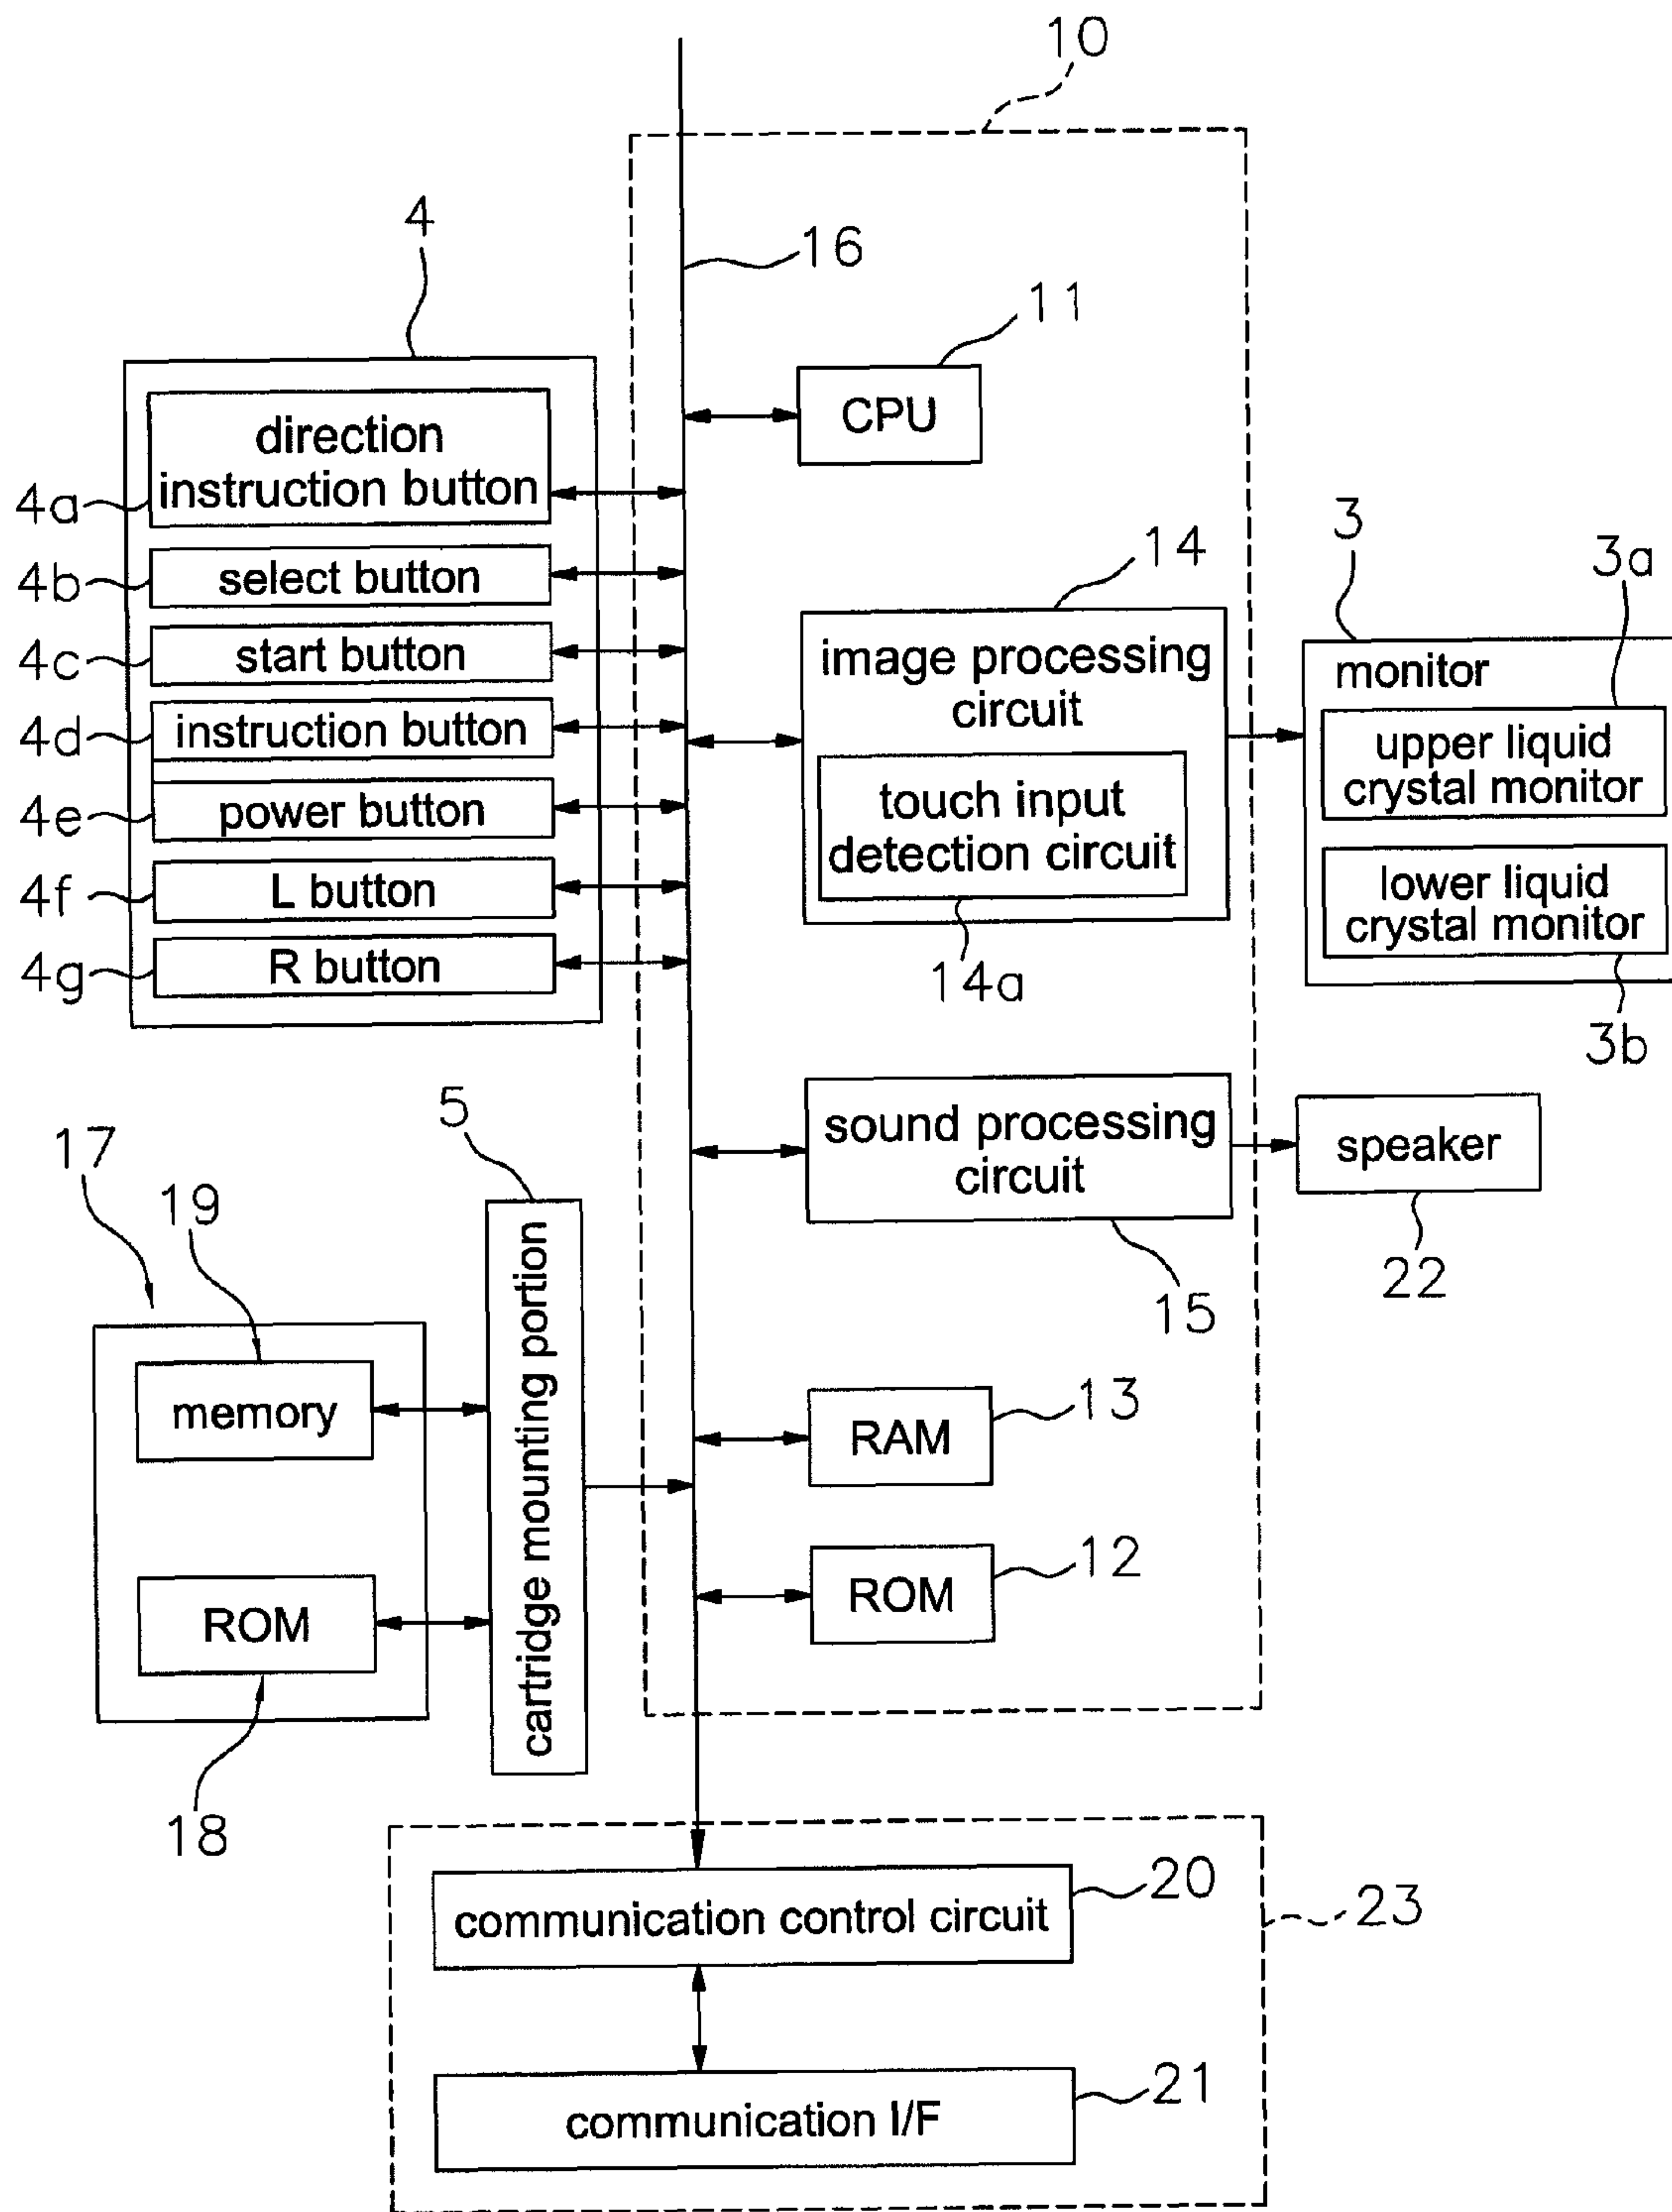 10
4
16
11
CPU
direction
instruction button
4a
select button
4b
start button
4c
instruction button
4d
power button
4e
L button
4f
R button
4g
14
image processing
circuit
touch input
detection circuit
14a
3
3a
monitor
upper liquid
crystal monitor
lower liquid
crystal monitor
3b
sound processing
circuit
15
speaker
22
5
cartridge mounting portion
17
19
memory
ROM
18
RAM
13
ROM
12
communication control circuit
20
23
communication I/F
21